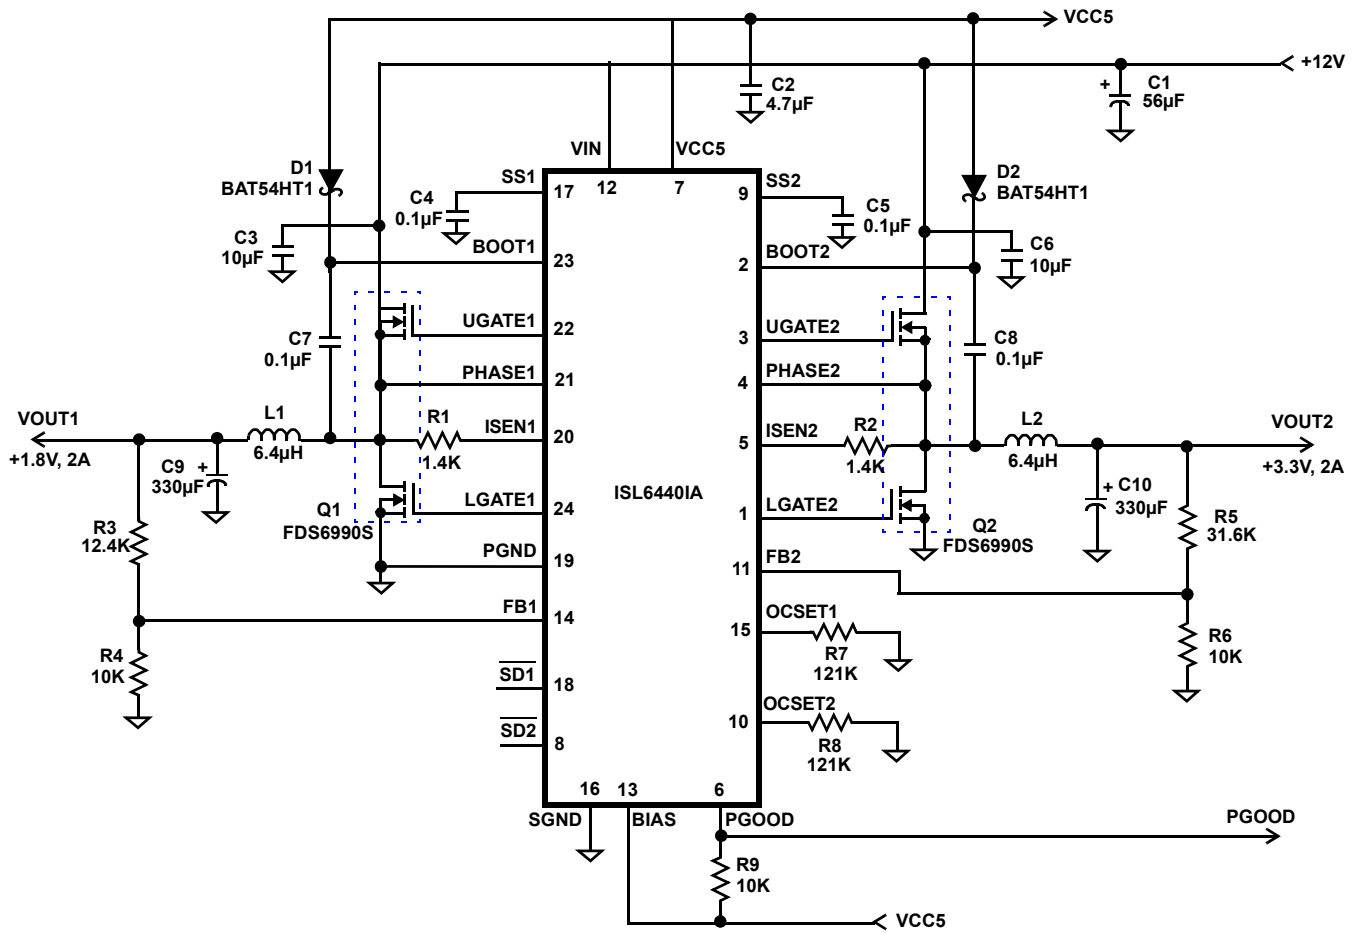 VCC5
+12V
C2
4.7µF
+
C1
56µF
VIN
VCC5
D1
BAT54HT1
SS1
17
12
7
9
SS2
D2
BAT54HT1
C4
0.1µF
C5
0.1µF
C3
10µF
BOOT1
23
2
BOOT2
C6
10µF
C7
0.1µF
UGATE1
22
3
UGATE2
C8
0.1µF
PHASE1
21
4
PHASE2
VOUT1
+1.8V, 2A
L1
6.4µH
R1
1.4K
ISEN1
20
5
ISEN2
R2
1.4K
L2
6.4µH
VOUT2
+3.3V, 2A
C9
330µF
+
ISL6440IA
+
C10
330µF
Q1
FDS6990S
LGATE1
24
1
LGATE2
Q2
FDS6990S
R3
12.4K
R5
31.6K
PGND
19
11
FB2
FB1
14
15
OCSET1
R7
121K
R4
10K
R6
10K
SD1
18
SD2
8
10
OCSET2
R8
121K
16
13
6
SGND
BIAS
PGOOD
PGOOD
R9
10K
VCC5